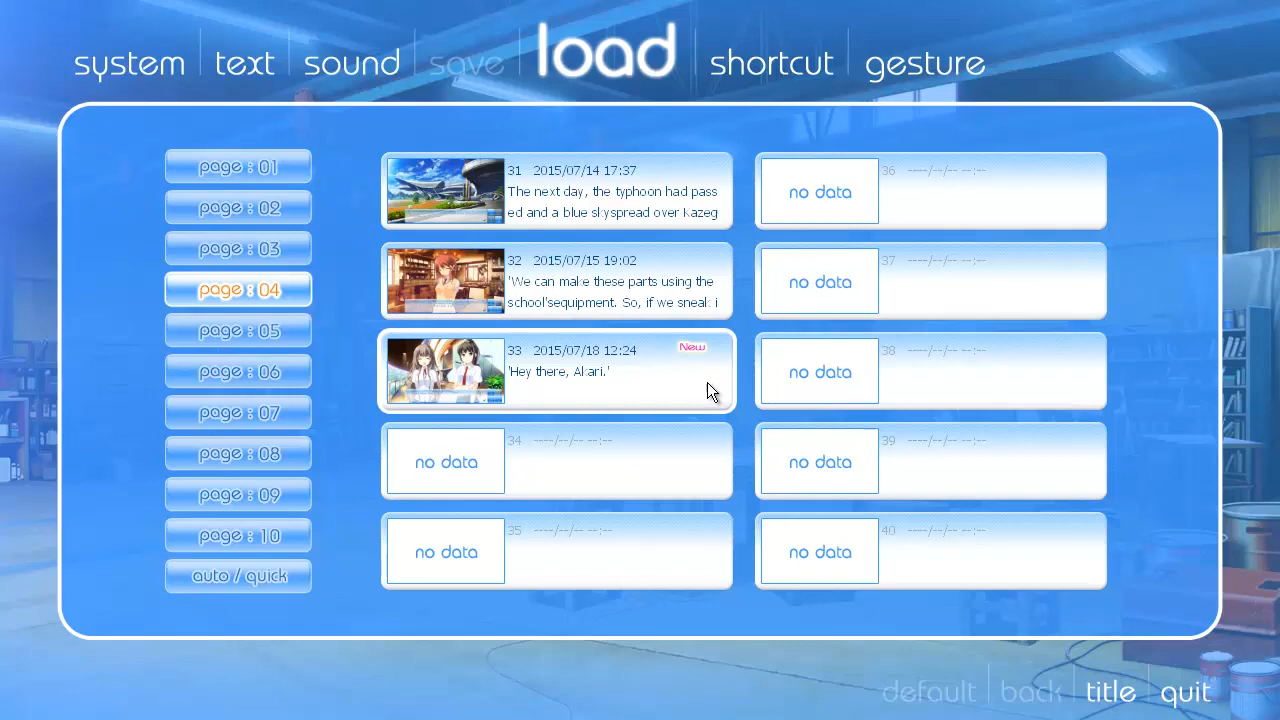 system text sound save load shortcut gesture
page : 01
page : 02
page : 03
page : 04
page : 05
page : 06
page : 07
page : 08
page : 09
page : 10
auto / quick
31 2015/07/14 17:37
The next day, the typhoon had pass
ed and a blue skyspread over Kazeg
32 2015/07/15 19:02
'We can make these parts using the
school'sequipment. So, if we sneak i
33 2015/07/18 12:24 New
'Hey there, Akari.'
no data 34 ----/--/-- --:--
no data 35 ----/--/-- --:--
no data 36 ----/--/-- --:--
no data 37 ----/--/-- --:--
no data 38 ----/--/-- --:--
no data 39 ----/--/-- --:--
no data 40 ----/--/-- --:--
default back title quit